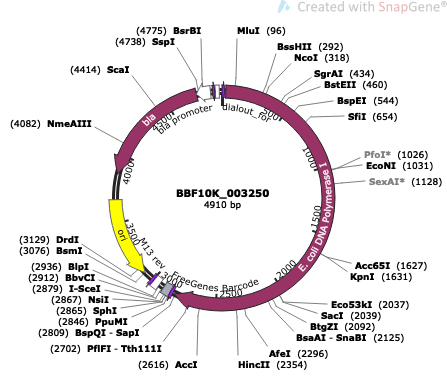 Created with SnapGene®
(4775) BsrBI
(4738) SspI
(4414) ScaI
(4082) NmeAIII
MluI (96)
BssHII (292)
NcoI (318)
SgrAI (434)
BstEII (460)
BspEI (544)
SfiI (654)
PfoI* (1026)
EcoNI (1031)
SexAI* (1128)
Acc65I (1627)
KpnI (1631)
Eco53kI (2037)
SacI (2039)
BtgZI (2092)
BsaAI - SnaBI (2125)
AfeI (2296)
HincII (2354)
(2616) AccI
(2702) PflFI - Tth111I
(2809) BspQI - SapI
(2846) PpuMI
(2865) SphI
(2867) NsiI
(2879) I-SceI
(2912) BbvCI
(2936) BlpI
(3076) BsmI
(3129) DrdI
BBF10K_003250
4910 bp
bla
bla promoter
dialout_for
E. coli DNA Polymerase I
FreeGenes Barcode
M13 rev
ori
500
1000
1500
2000
2500
3000
3500
4000
4500